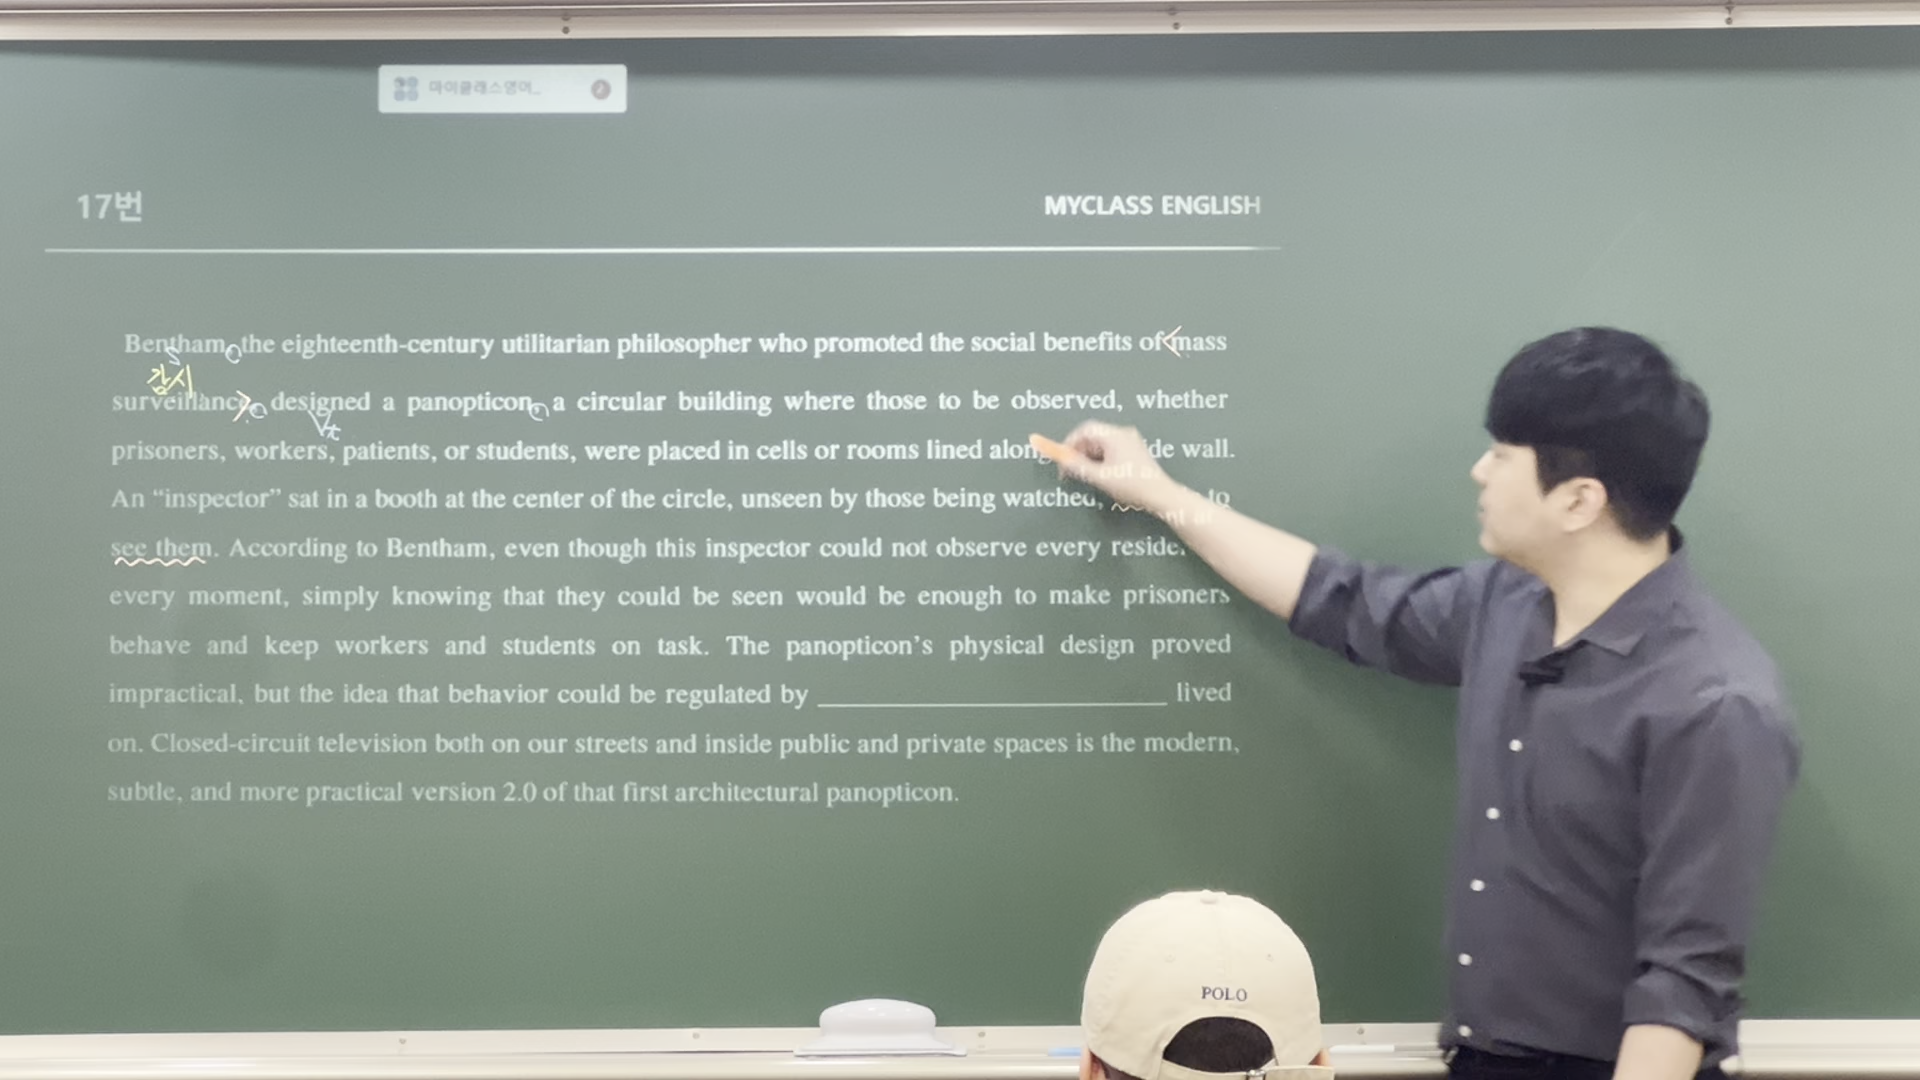 마이클래스영어_
17번
MYCLASS ENGLISH
Bentham, the eighteenth-century utilitarian philosopher who promoted the social benefits of < mass
S
감시
surveillance >, designed a panopticon, a circular building where those to be observed, whether
Vt
prisoners, workers, patients, or students, were placed in cells or rooms lined along wall.
An “inspector” sat in a booth at the center of the circle, unseen by those being watched, to
see them. According to Bentham, even though this inspector could not observe every
every moment, simply knowing that they could be seen would be enough to make prisoners
behave and keep workers and students on task. The panopticon’s physical design proved
impractical, but the idea that behavior could be regulated by ____________________ lived
on. Closed-circuit television both on our streets and inside public and private spaces is the modern,
subtle, and more practical version 2.0 of that first architectural panopticon.
POLO